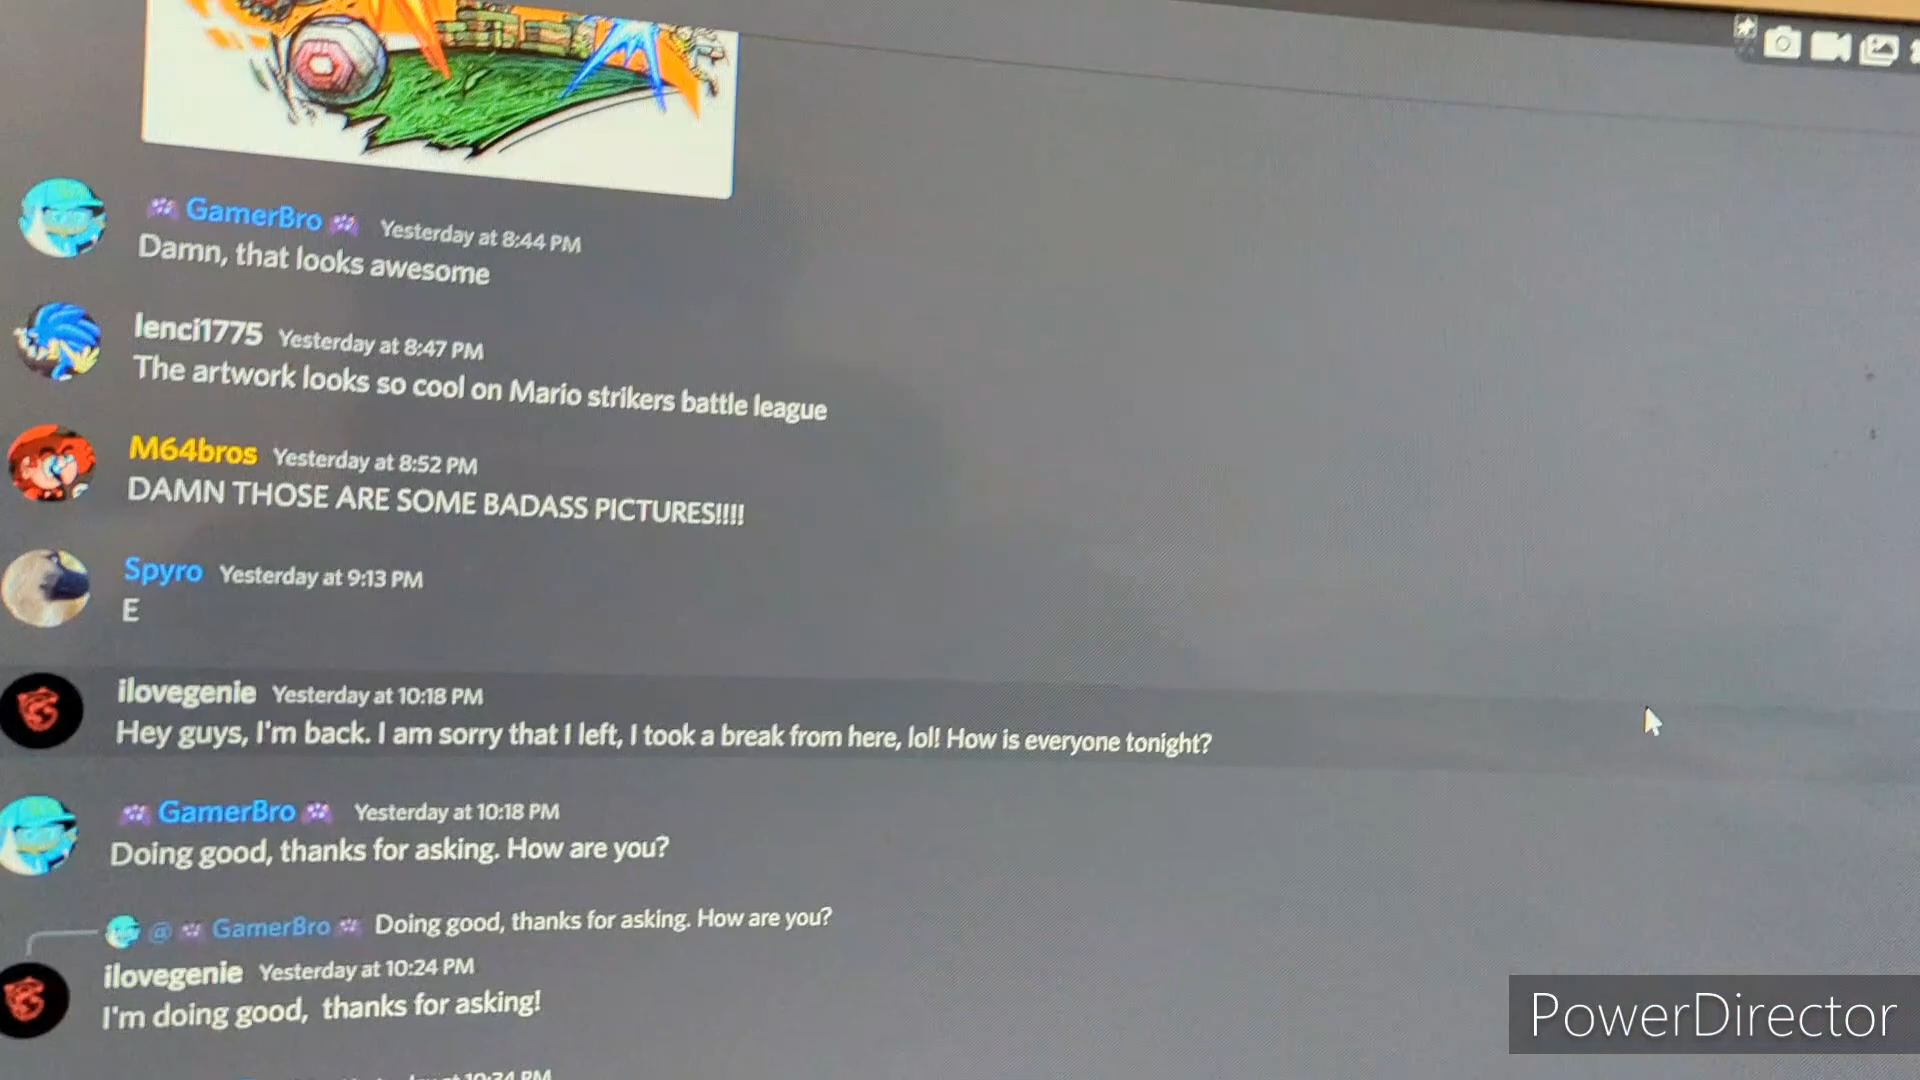 GamerBro Yesterday at 8:44 PM
Damn, that looks awesome
lenci1775 Yesterday at 8:47 PM
The artwork looks so cool on Mario strikers battle league
M64bros Yesterday at 8:52 PM
DAMN THOSE ARE SOME BADASS PICTURES!!!!
Spyro Yesterday at 9:13 PM
E
ilovegenie Yesterday at 10:18 PM
Hey guys, I'm back. I am sorry that I left, I took a break from here, lol! How is everyone tonight?
GamerBro Yesterday at 10:18 PM
Doing good, thanks for asking. How are you?
@ GamerBro Doing good, thanks for asking. How are you?
ilovegenie Yesterday at 10:24 PM
I'm doing good, thanks for asking!
PowerDirector